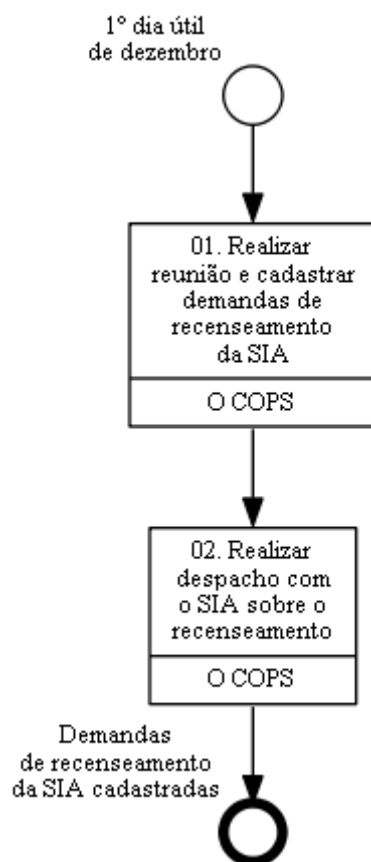 1º dia útil
de dezembro
01. Realizar
reunião e cadastrar
demandas de
recenseamento
da SIA
O COPS
02. Realizar
despacho com
o SIA sobre o
recenseamento
O COPS
Demandas
de recenseamento
da SIA cadastradas